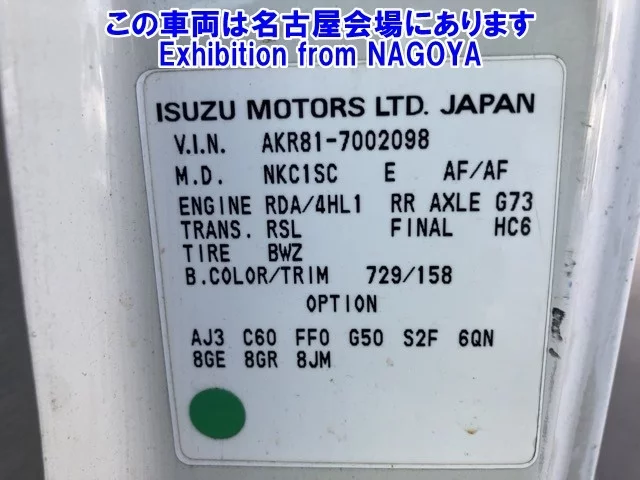 この車両は名古屋会場にあります
Exhibition from NAGOYA
ISUZU MOTORS LTD. JAPAN
V.I.N. AKR81-7002098
M.D. NKC1SC E AF/AF
ENGINE RDA/4HL1 RR AXLE G73
TRANS. RSL FINAL HC6
TIRE BWZ
B.COLOR/TRIM 729/158
OPTION
AJ3 C60 FF0 G50 S2F 6QN
8GE 8GR 8JM